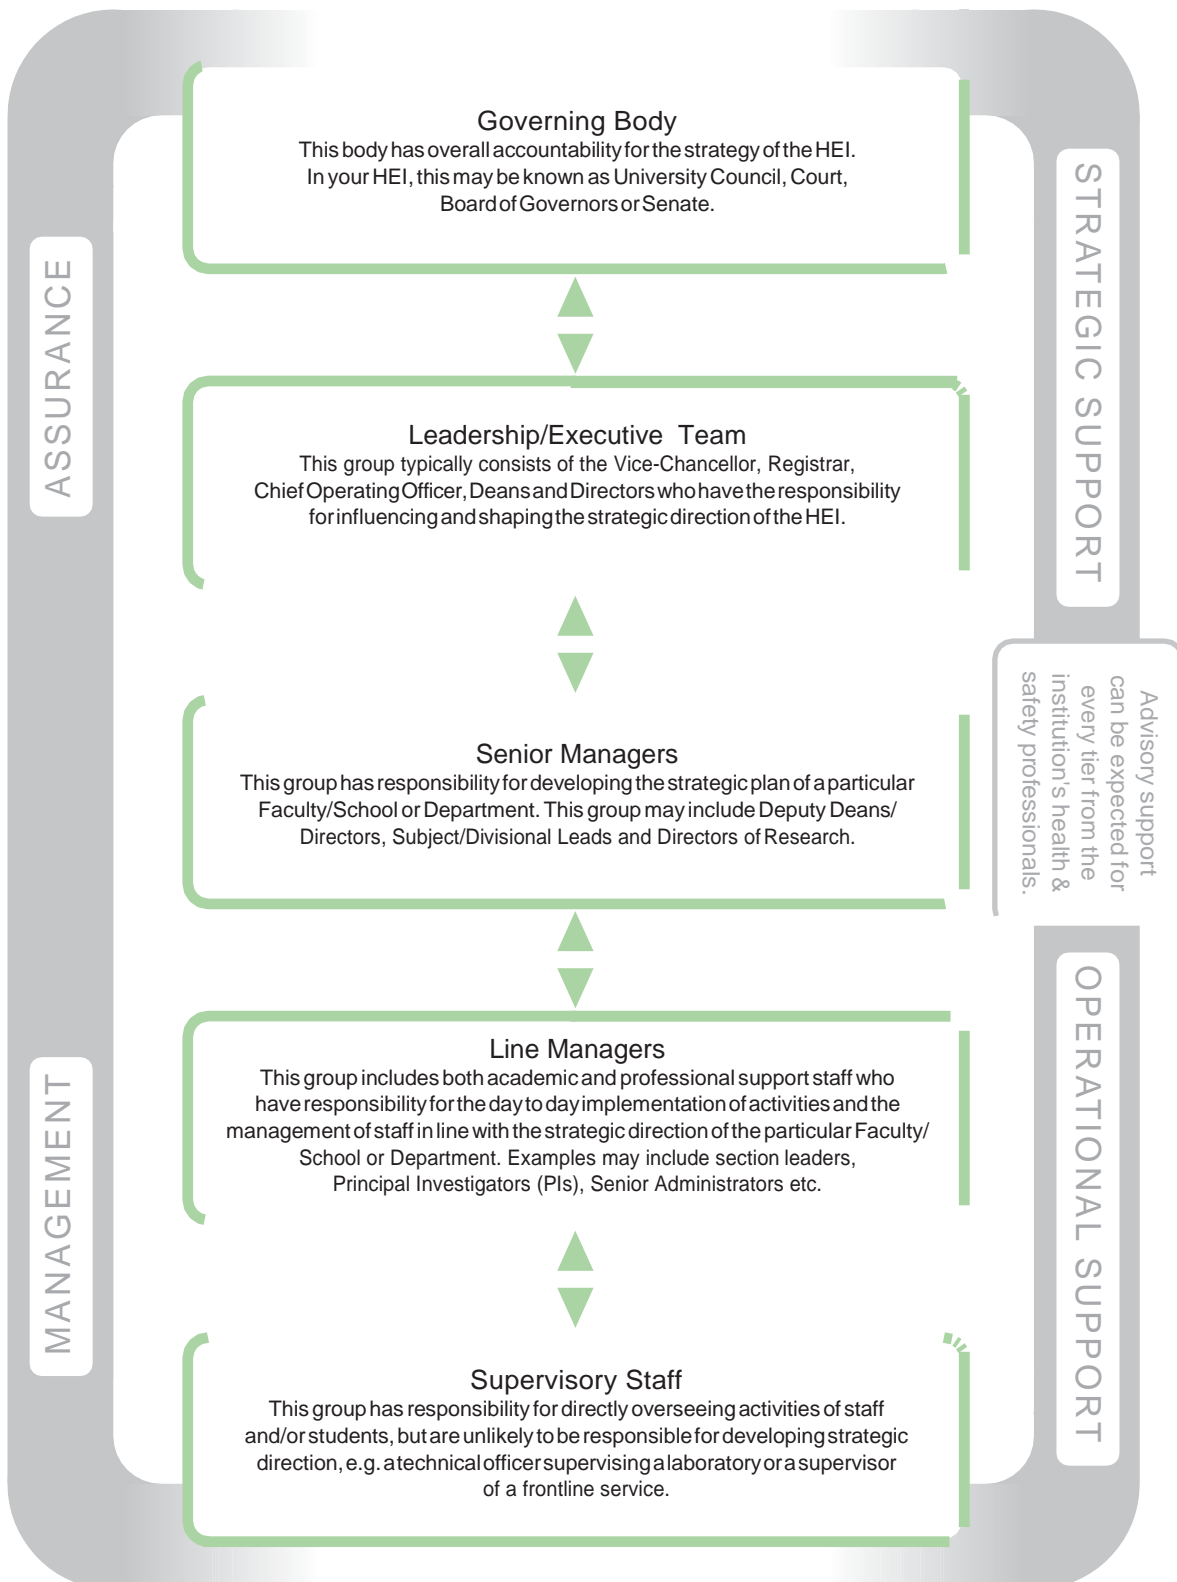 Governing Body
This body has overall accountability for the strategy of the HEI.
In your HEI, this may be known as University Council, Court,
Board of Governors or Senate.
ASSURANCE
STRATEGIC SUPPORT
Leadership/Executive Team
This group typically consists of the Vice-Chancellor, Registrar,
Chief Operating Officer, Deans and Directors who have the responsibility
for influencing and shaping the strategic direction of the HEI.
Advisory support
can be expected for
every tier from the
institution's health &
safety professionals.
Senior Managers
This group has responsibility for developing the strategic plan of a particular
Faculty/School or Department. This group may include Deputy Deans/
Directors, Subject/Divisional Leads and Directors of Research.
Line Managers
This group includes both academic and professional support staff who
have responsibility for the day to day implementation of activities and the
management of staff in line with the strategic direction of the particular Faculty/
School or Department. Examples may include section leaders,
Principal Investigators (PIs), Senior Administrators etc.
MANAGEMENT
OPERATIONAL SUPPORT
Supervisory Staff
This group has responsibility for directly overseeing activities of staff
and/or students, but are unlikely to be responsible for developing strategic
direction, e.g. a technical officer supervising a laboratory or a supervisor
of a frontline service.